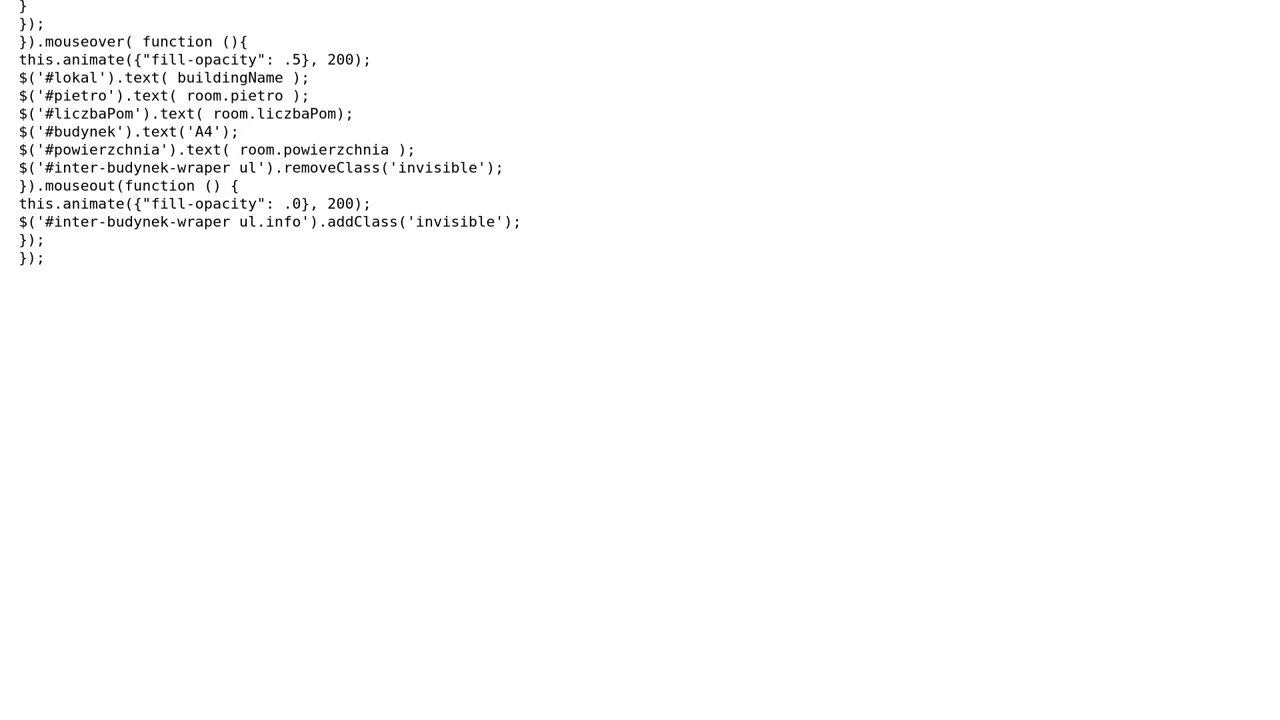 }
});
}).mouseover( function (){
this.animate({"fill-opacity": .5}, 200);
$('#lokal').text( buildingName );
$('#pietro').text( room.pietro );
$('#liczbaPom').text( room.liczbaPom);
$('#budynek').text('A4');
$('#powierzchnia').text( room.powierzchnia );
$('#inter-budynek-wraper ul').removeClass('invisible');
}).mouseout(function () {
this.animate({"fill-opacity": .0}, 200);
$('#inter-budynek-wraper ul.info').addClass('invisible');
});
});